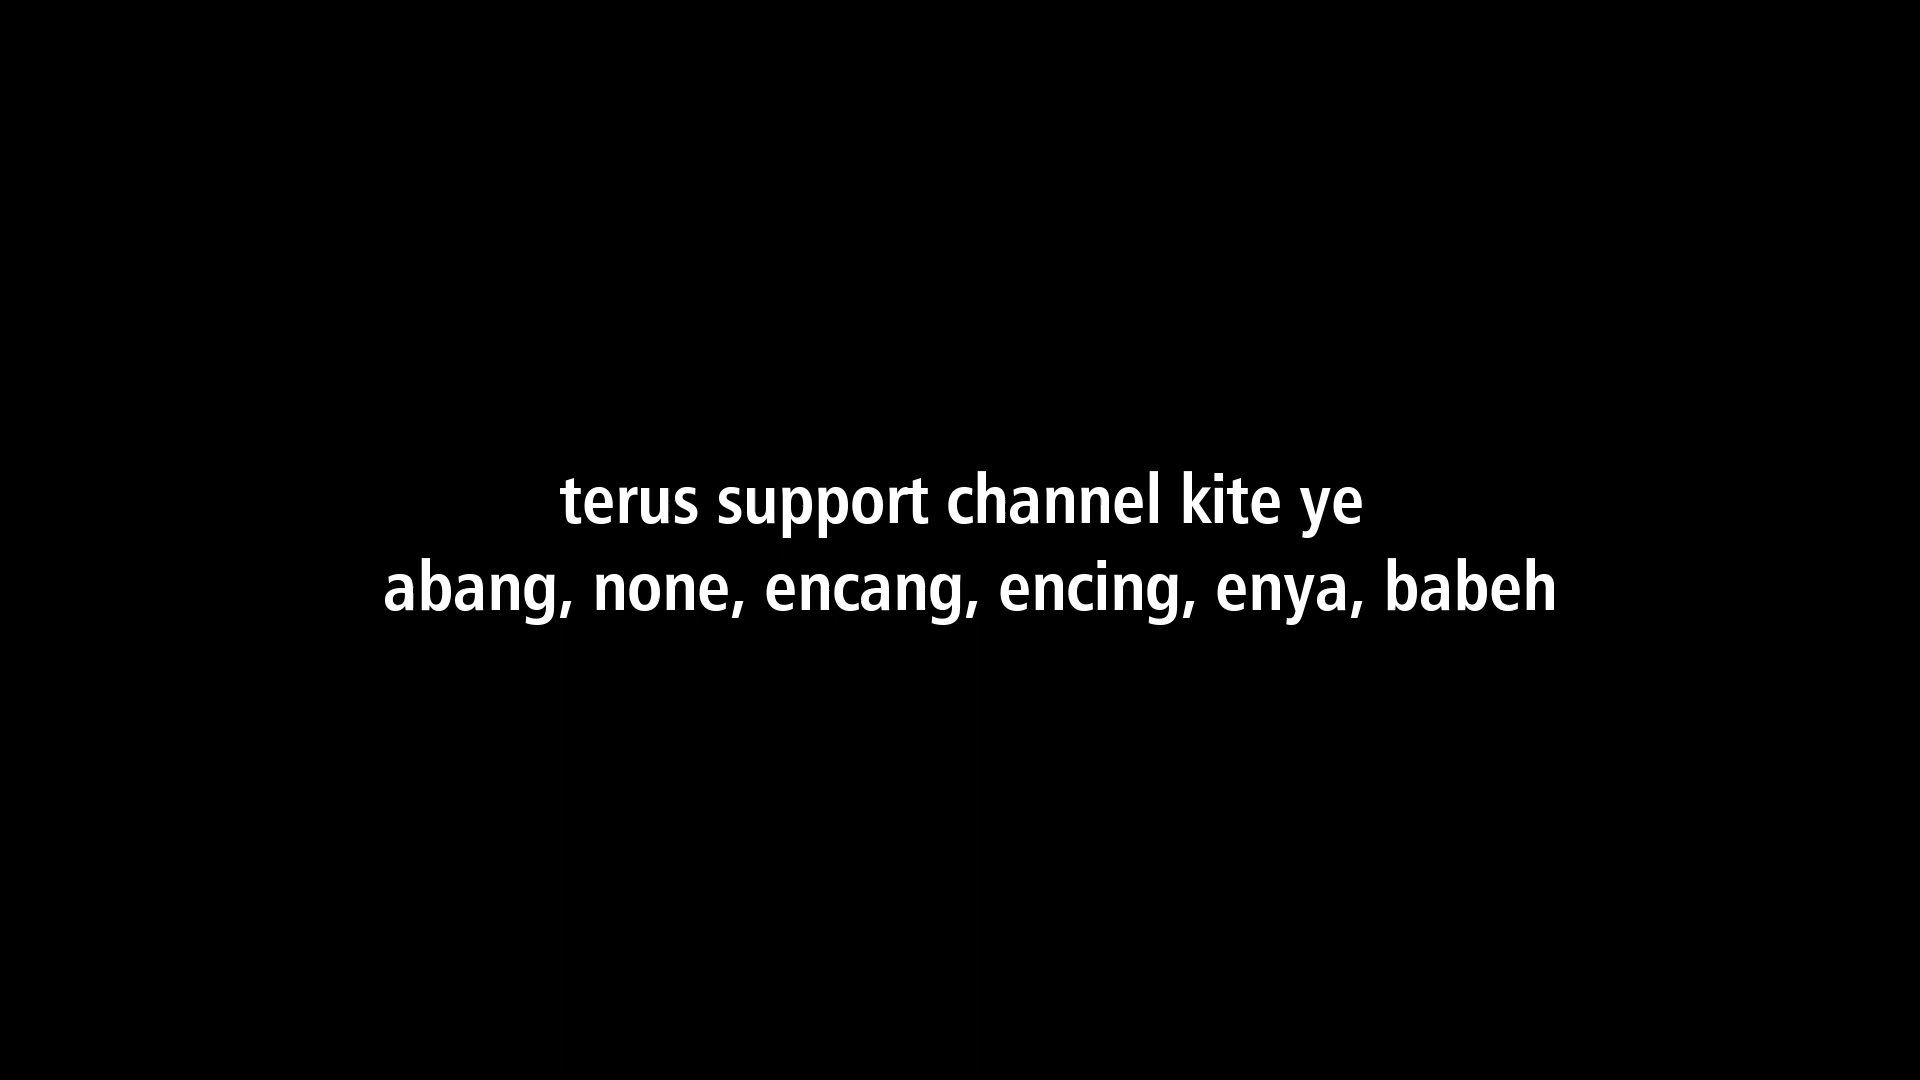 terus support channel kite ye
abang, none, encang, encing, enya, babeh